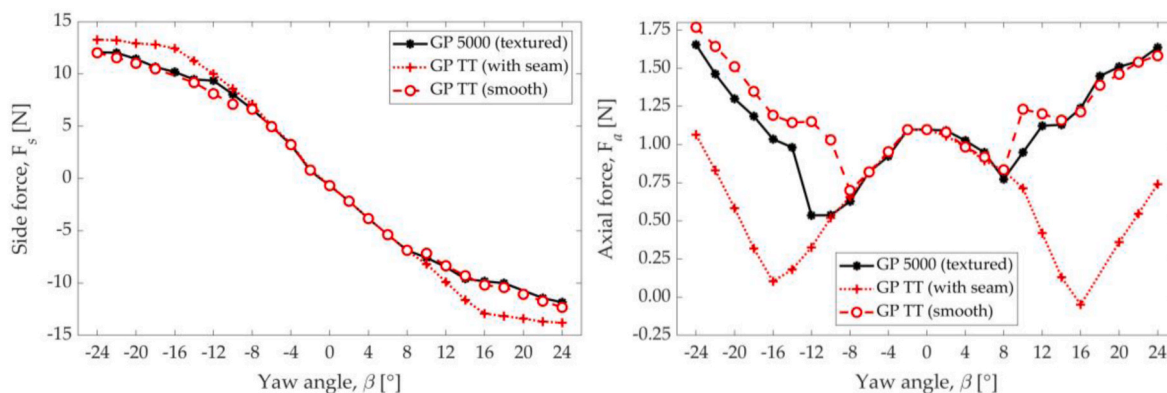 15
10
5
0
-5
-10
-15
Side force, Fₛ [N]
GP 5000 (textured)
GP TT (with seam)
GP TT (smooth)
-24 -20 -16 -12 -8 -4 0 4 8 12 16 20 24
Yaw angle, β [°]
1.75
1.50
1.25
1.00
0.75
0.50
0.25
0.00
-0.25
Axial force, Fₐ [N]
GP 5000 (textured)
GP TT (with seam)
GP TT (smooth)
-24 -20 -16 -12 -8 -4 0 4 8 12 16 20 24
Yaw angle, β [°]